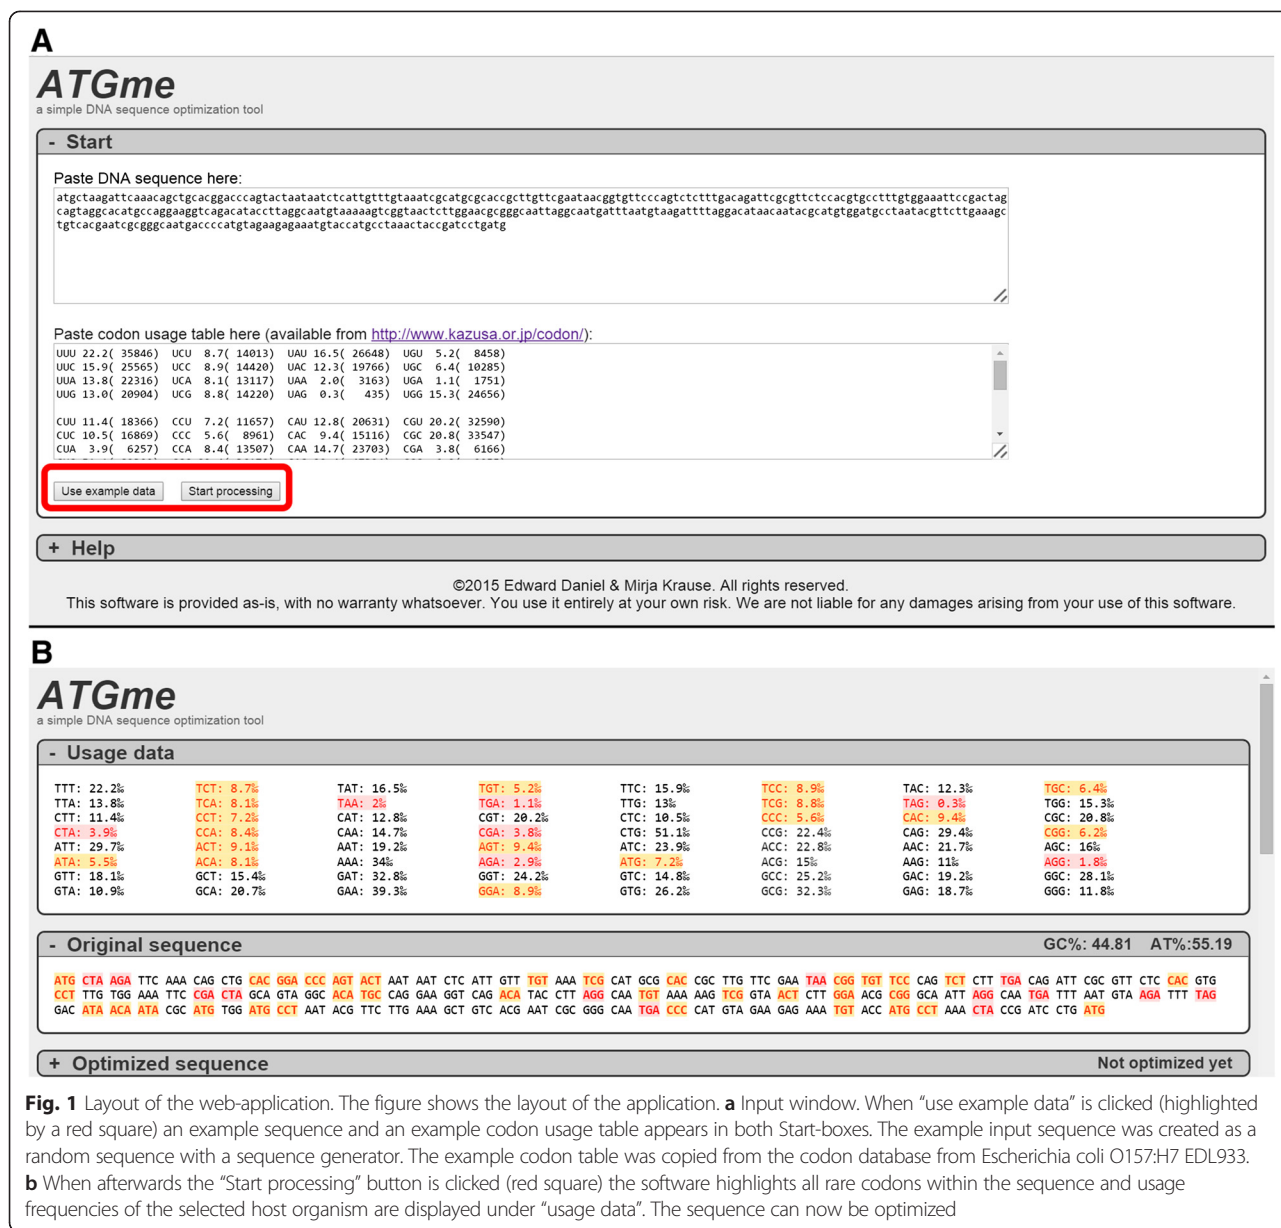 A
ATGme
a simple DNA sequence optimization tool
- Start
Paste DNA sequence here:
atgctaagattcaaacagctgcacggacccagtactaataatctcattgtttgtaaatcgcatgcgcaccgcttgttcgaataacggtgttcccagtctctttgacagattcgcgttctccacgtgcctttgtggaaattccgactag
cagtaggcacatgccaggaaggtcagacataccttaggcaatgtaaaaagtcggtaactcttggaacgcgggcaattaggcaatgatttaatgtaagattttaggacataacaatacgcatgtggatgcctaatacgttcttgaaagc
tgtcacgaatcgcgggcaatgaccccatgtagaagagaaatgtaccatgcctaaactaccgatcctgatg
Paste codon usage table here (available from http://www.kazusa.or.jp/codon/):
UUU 22.2( 35846)  UCU  8.7( 14013)  UAU 16.5( 26648)  UGU  5.2(  8458)
UUC 15.9( 25565)  UCC  8.9( 14420)  UAC 12.3( 19766)  UGC  6.4( 10285)
UUA 13.8( 22316)  UCA  8.1( 13117)  UAA  2.0(  3163)  UGA  1.1(  1751)
UUG 13.0( 20904)  UCG  8.8( 14220)  UAG  0.3(   435)  UGG 15.3( 24656)
CUU 11.4( 18366)  CCU  7.2( 11657)  CAU 12.8( 20631)  CGU 20.2( 32590)
CUC 10.5( 16869)  CCC  5.6(  8961)  CAC  9.4( 15116)  CGC 20.8( 33547)
CUA  3.9(  6257)  CCA  8.4( 13507)  CAA 14.7( 23703)  CGA  3.8(  6166)
Use example data  Start processing
+ Help
©2015 Edward Daniel & Mirja Krause. All rights reserved.
This software is provided as-is, with no warranty whatsoever. You use it entirely at your own risk. We are not liable for any damages arising from your use of this software.
B
ATGme
a simple DNA sequence optimization tool
- Usage data
TTT: 22.2‰ TCT: 8.7‰ TAT: 16.5‰ TGT: 5.2‰ TTC: 15.9‰ TCC: 8.9‰ TAC: 12.3‰ TGC: 6.4‰
TTA: 13.8‰ TCA: 8.1‰ TAA: 2‰ TGA: 1.1‰ TTG: 13‰ TCG: 8.8‰ TAG: 0.3‰ TGG: 15.3‰
CTT: 11.4‰ CCT: 7.2‰ CAT: 12.8‰ CGT: 20.2‰ CTC: 10.5‰ CCC: 5.6‰ CAC: 9.4‰ CGC: 20.8‰
CTA: 3.9‰ CCA: 8.4‰ CAA: 14.7‰ CGA: 3.8‰ CTG: 51.1‰ CCG: 22.4‰ CAG: 29.4‰ CGG: 6.2‰
ATT: 29.7‰ ACT: 9.1‰ AAT: 19.2‰ AGT: 9.4‰ ATC: 23.9‰ ACC: 22.8‰ AAC: 21.7‰ AGC: 16‰
ATA: 5.5‰ ACA: 8.1‰ AAA: 34‰ AGA: 2.9‰ ATG: 7.2‰ ACG: 15‰ AAG: 11‰ AGG: 1.8‰
GTT: 18.1‰ GCT: 15.4‰ GAT: 32.8‰ GGT: 24.2‰ GTC: 14.8‰ GCC: 25.2‰ GAC: 19.2‰ GGC: 28.1‰
GTA: 10.9‰ GCA: 20.7‰ GAA: 39.3‰ GGA: 8.9‰ GTG: 26.2‰ GCG: 32.3‰ GAG: 18.7‰ GGG: 11.8‰
- Original sequence GC%: 44.81 AT%:55.19
ATG CTA AGA TTC AAA CAG CTG CAC GGA CCC AGT ACT AAT AAT CTC ATT GTT TGT AAA TCG CAT GCG CAC CGC TTG TTC GAA TAA CGG TGT TCC CAG TCT CTT TGA CAG ATT CGC GTT CTC CAC GTG
CCT TTG TGG AAA TTC CGA CTA GCA GTA GGC ACA TGC CAG GAA GGT CAG ACA TAC CTT AGG CAA TGT AAA AAG TCG GTA ACT CTT GGA ACG CGG GCA ATT AGG CAA TGA TTT AAT GTA AGA TTT TAG
GAC ATA ACA ATA CGC ATG TGG ATG CCT AAT ACG TTC TTG AAA GCT GTC ACG AAT CGC GGG CAA TGA CCC CAT GTA GAA GAG AAA TGT ACC ATG CCT AAA CTA CCG ATC CTG ATG
+ Optimized sequence Not optimized yet
Fig. 1 Layout of the web-application. The figure shows the layout of the application. a Input window. When “use example data” is clicked (highlighted
by a red square) an example sequence and an example codon usage table appears in both Start-boxes. The example input sequence was created as a
random sequence with a sequence generator. The example codon table was copied from the codon database from Escherichia coli O157:H7 EDL933.
b When afterwards the “Start processing” button is clicked (red square) the software highlights all rare codons within the sequence and usage
frequencies of the selected host organism are displayed under “usage data”. The sequence can now be optimized